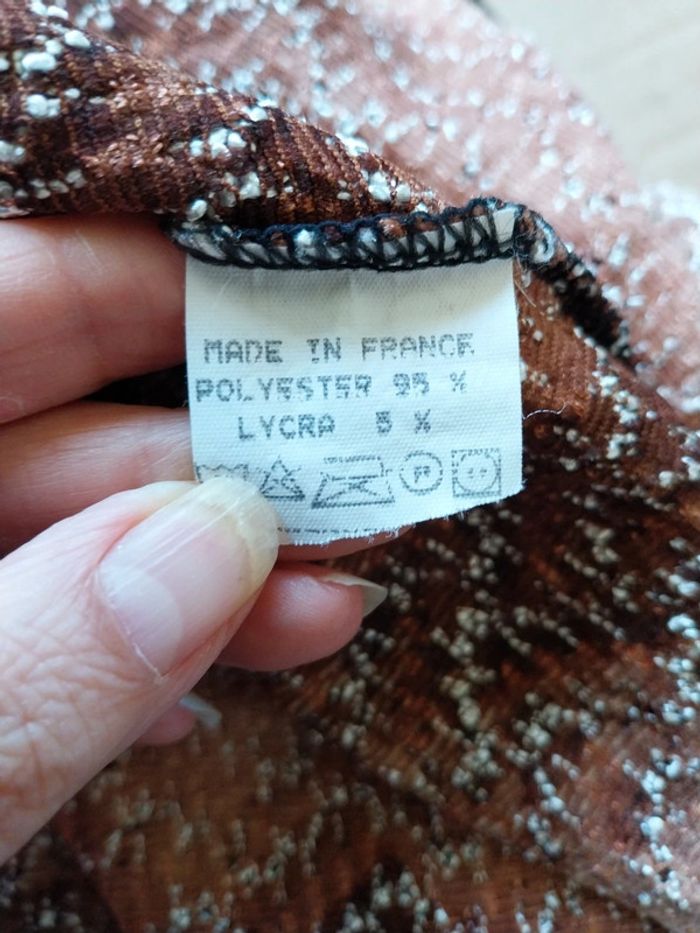 MADE IN FRANCE
POLYESTER 95 %
LYCRA 5 %